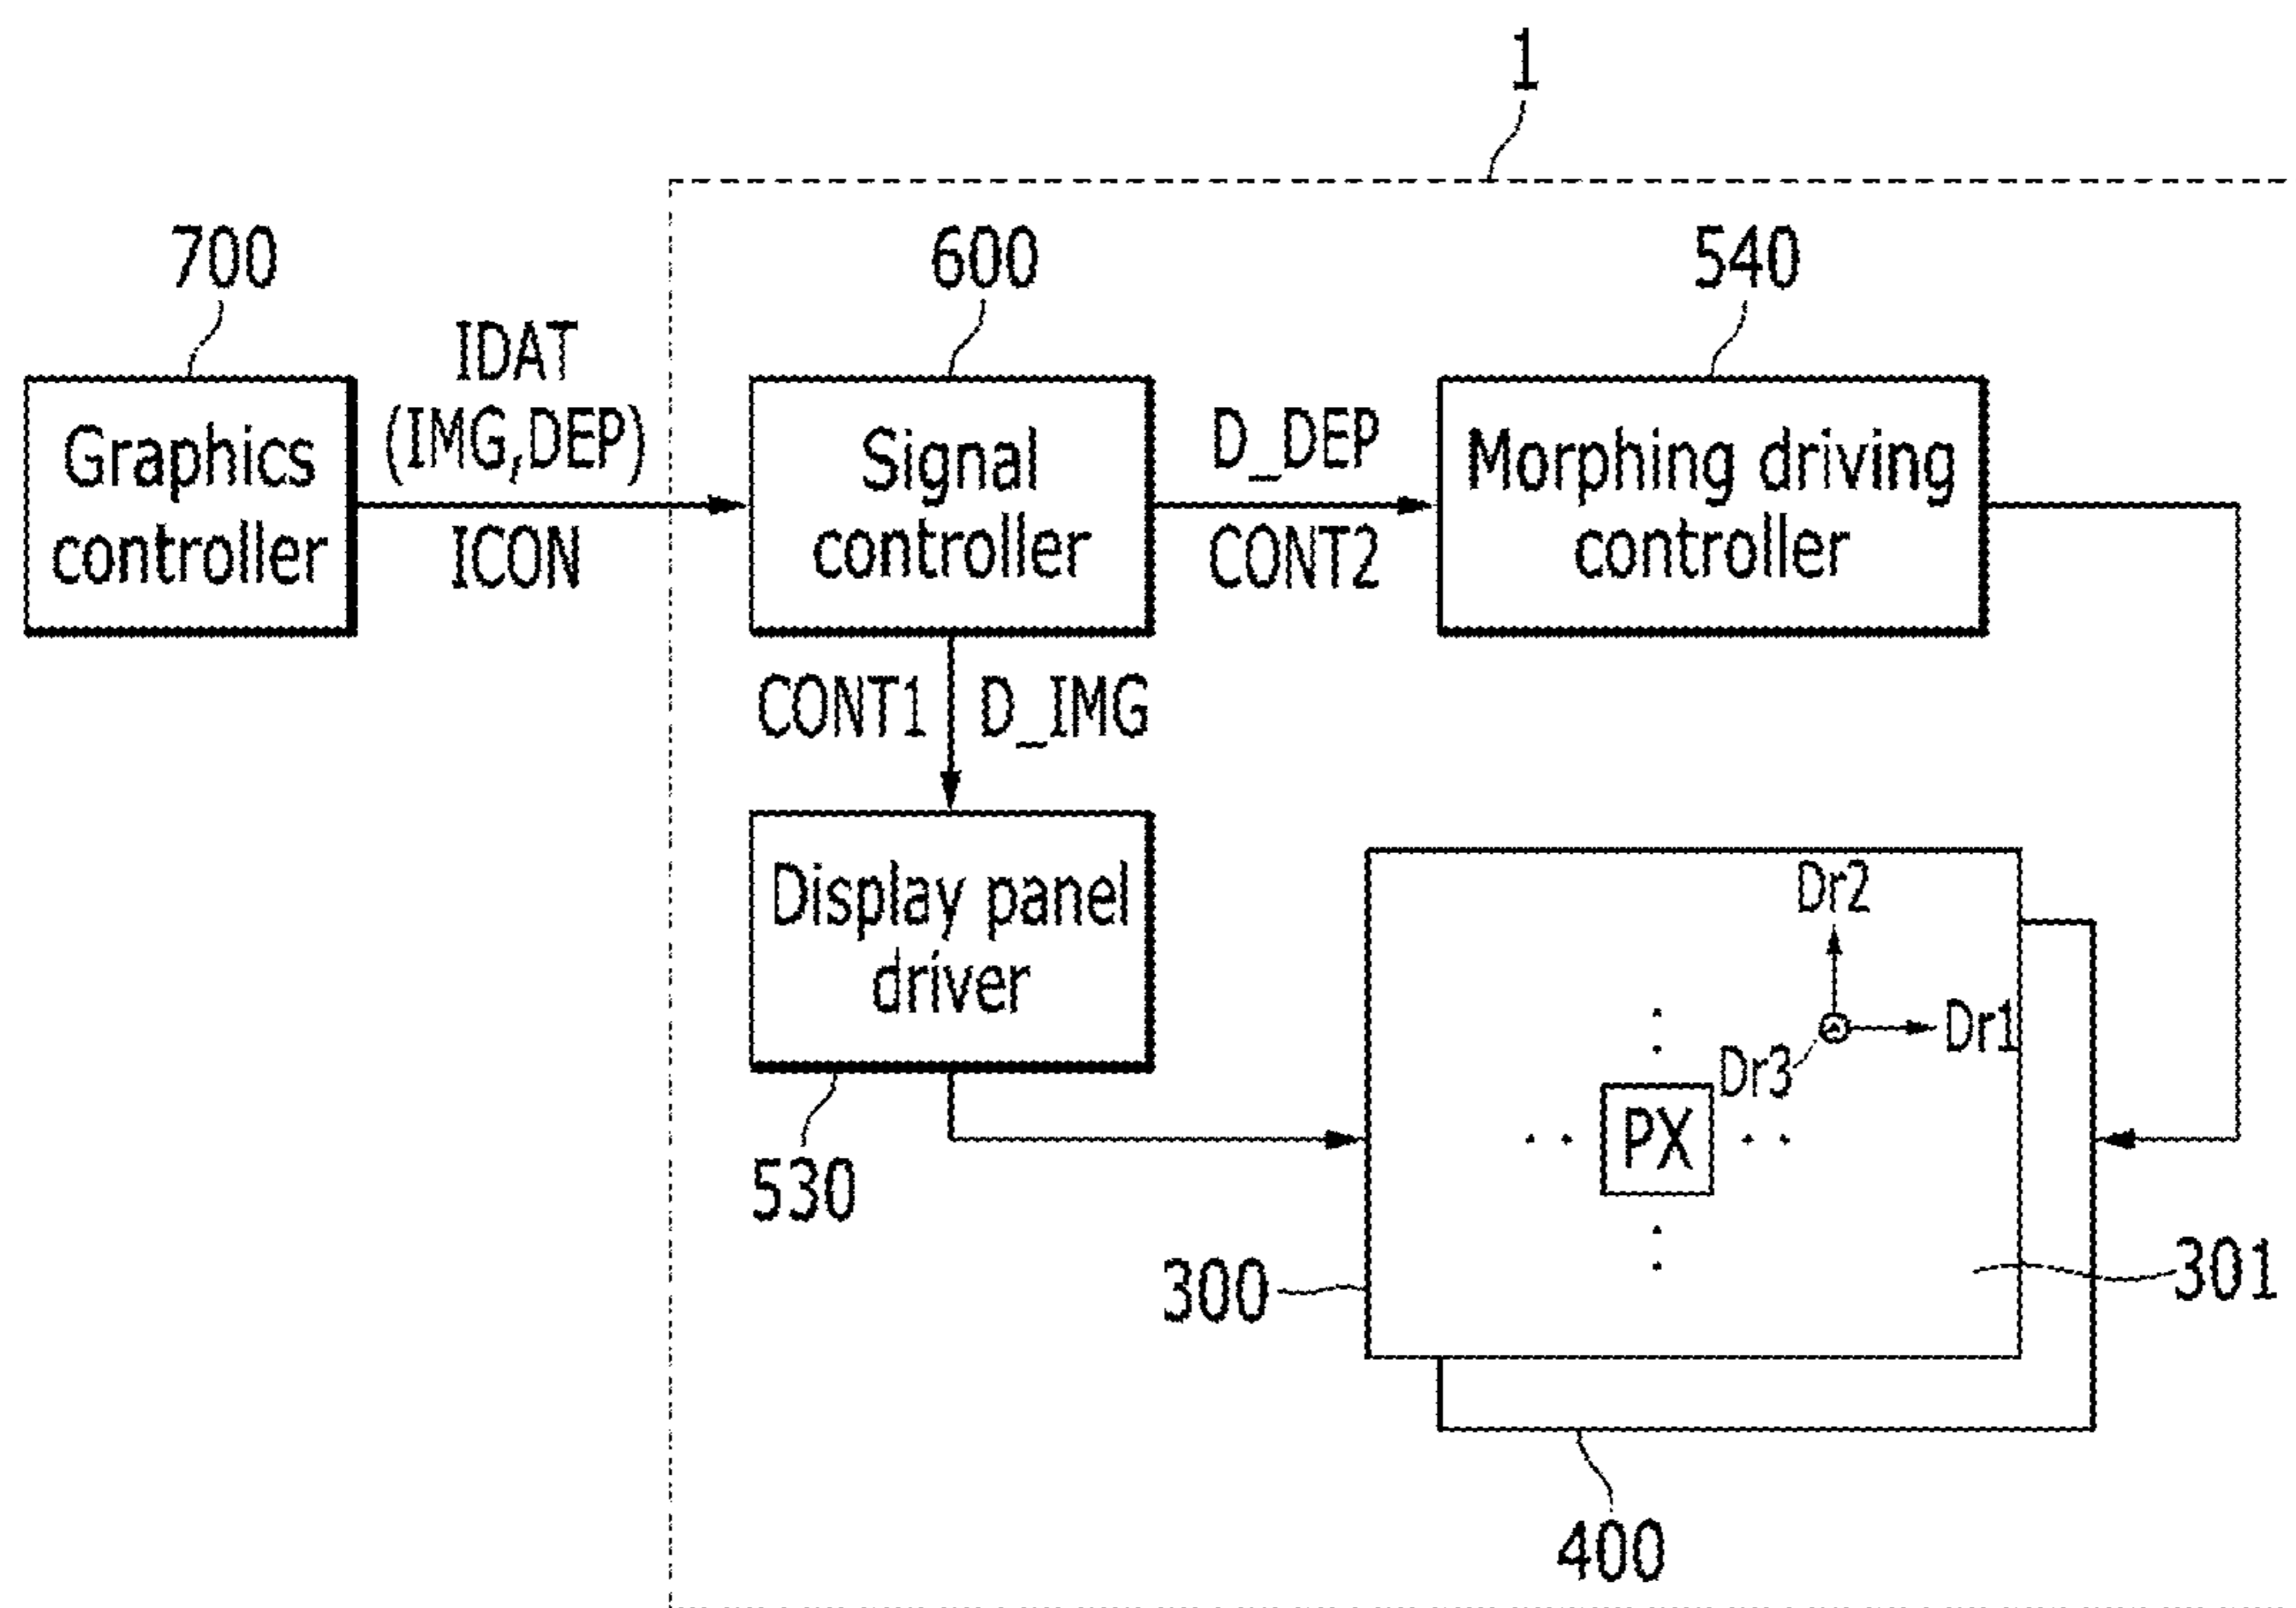 1
700
600
540
IDAT
(IMG,DEP)
ICON
Graphics
controller
Signal
controller
D_DEP
CONT2
Morphing driving
controller
CONT1
D_IMG
Display panel
driver
530
Dr2
Dr1
Dr3
PX
300
301
400